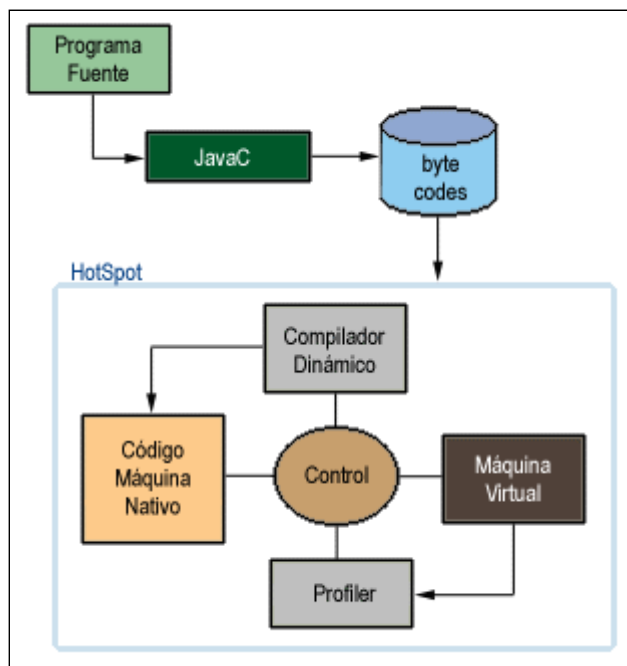 Programa
Fuente
JavaC
byte
codes
HotSpot
Compilador
Dinámico
Código
Máquina
Nativo
Control
Máquina
Virtual
Profiler